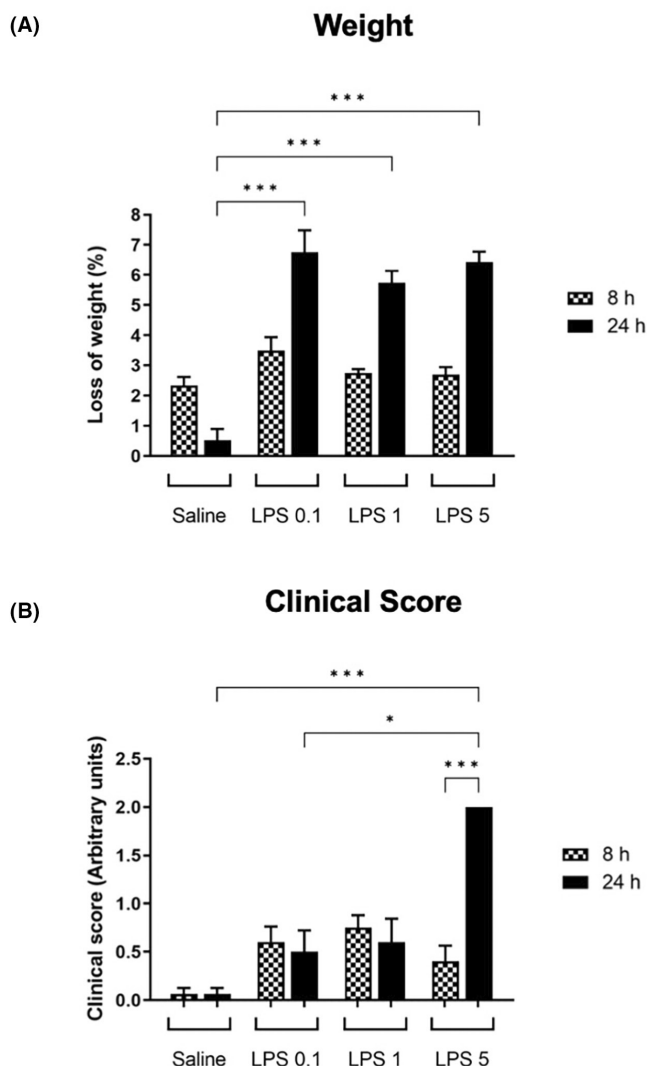 (A)
Weight
* * *
* * *
* * *
8
7
6
5
4
3
2
1
0
Loss of weight (%)
8 h
24 h
Saline LPS 0.1 LPS 1 LPS 5
(B)
Clinical Score
* * *
*
* * *
2.5
2.0
1.5
1.0
0.5
0.0
Clinical score (Arbitrary units)
8 h
24 h
Saline LPS 0.1 LPS 1 LPS 5